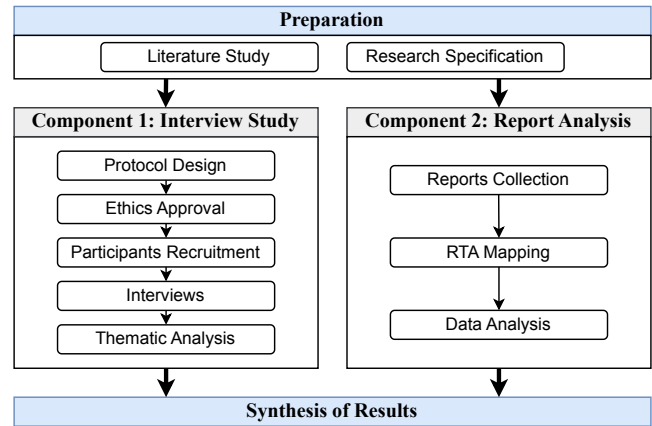 Preparation
Literature Study
Research Specification
Component 1: Interview Study
Protocol Design
Ethics Approval
Participants Recruitment
Interviews
Thematic Analysis
Component 2: Report Analysis
Reports Collection
RTA Mapping
Data Analysis
Synthesis of Results